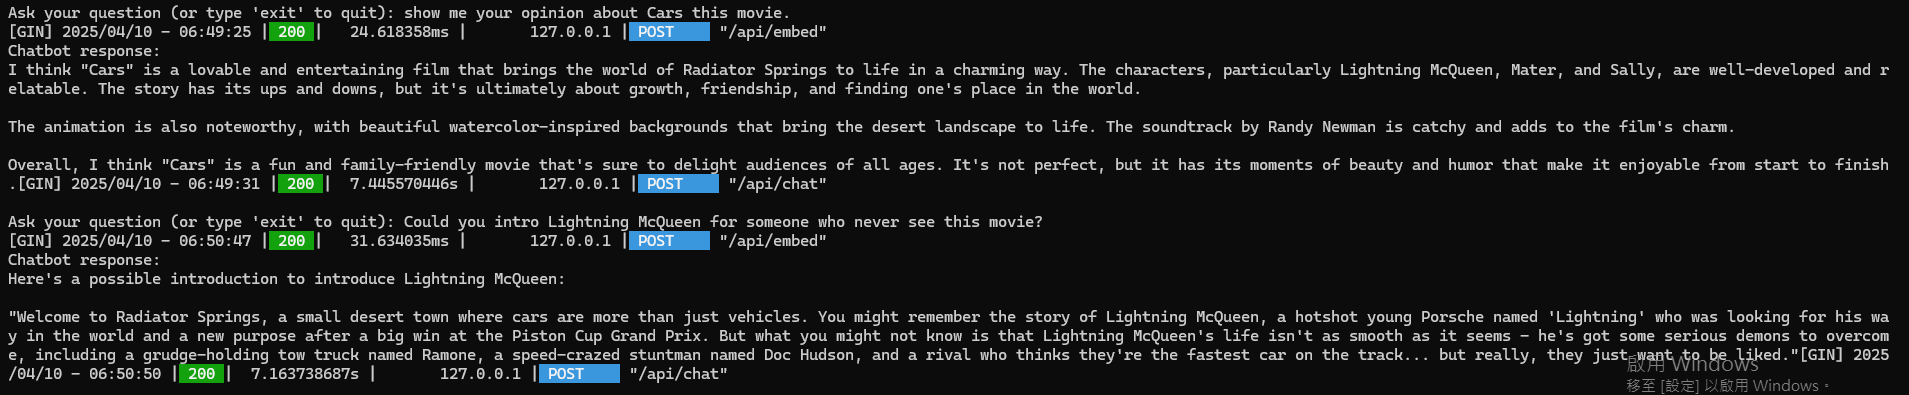 Ask your question (or type 'exit' to quit): show me your opinion about Cars this movie.
[GIN] 2025/04/10 - 06:49:25 | 200 |   24.618358ms |       127.0.0.1 | POST     "/api/embed"
Chatbot response:
I think "Cars" is a lovable and entertaining film that brings the world of Radiator Springs to life in a charming way. The characters, particularly Lightning McQueen, Mater, and Sally, are well-developed and r
elatable. The story has its ups and downs, but it's ultimately about growth, friendship, and finding one's place in the world.
The animation is also noteworthy, with beautiful watercolor-inspired backgrounds that bring the desert landscape to life. The soundtrack by Randy Newman is catchy and adds to the film's charm.
Overall, I think "Cars" is a fun and family-friendly movie that's sure to delight audiences of all ages. It's not perfect, but it has its moments of beauty and humor that make it enjoyable from start to finish
.[GIN] 2025/04/10 - 06:49:31 | 200 |  7.445570446s |        127.0.0.1 | POST     "/api/chat"
Ask your question (or type 'exit' to quit): Could you intro Lightning McQueen for someone who never see this movie?
[GIN] 2025/04/10 - 06:50:47 | 200 |   31.634035ms |       127.0.0.1 | POST     "/api/embed"
Chatbot response:
Here's a possible introduction to introduce Lightning McQueen:
"Welcome to Radiator Springs, a small desert town where cars are more than just vehicles. You might remember the story of Lightning McQueen, a hotshot young Porsche named 'Lightning' who was looking for his wa
y in the world and a new purpose after a big win at the Piston Cup Grand Prix. But what you might not know is that Lightning McQueen's life isn't as smooth as it seems - he's got some serious demons to overcom
e, including a grudge-holding tow truck named Ramone, a speed-crazed stuntman named Doc Hudson, and a rival who thinks they're the fastest car on the track... but really, they just want to be liked."[GIN] 2025
/04/10 - 06:50:50 | 200 |  7.163738687s |       127.0.0.1 | POST     "/api/chat"
啟用 Windows
移至 [設定] 以啟用 Windows。